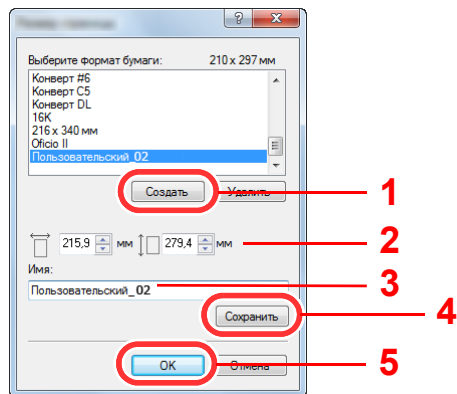 Выберите формат бумаги: 210 x 297 мм
Конверт #6
Конверт C5
Конверт DL
16K
216 x 340 мм
Oficio II
Пользовательский_02
Создать Удалить 1
215,9 мм 279,4 мм 2
Имя:
3
Пользовательский_02
Сохранить 4
OK Отмена 5